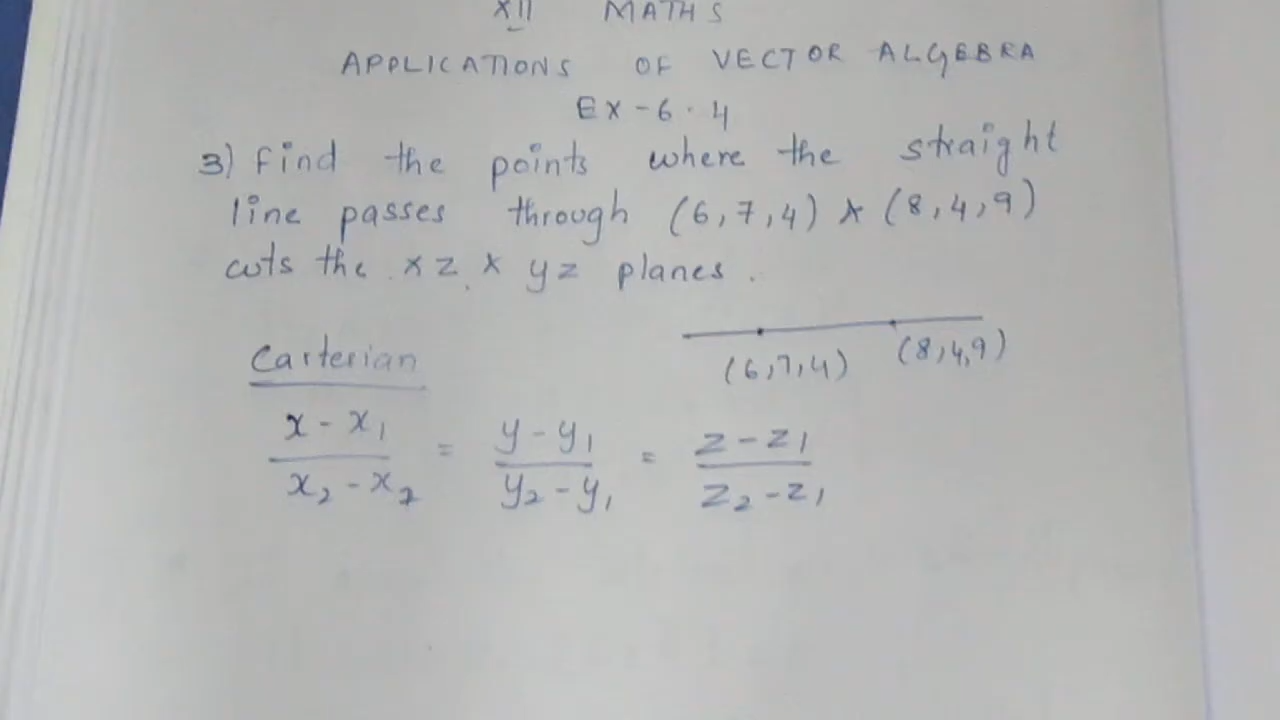 XII MATHS
APPLICATIONS OF VECTOR ALGEBRA
EX-6.4
3) Find the points where the straight
line passes through (6,7,4) & (8,4,9)
cuts the xz & yz planes.
(6,7,4) (8,4,9)
Carterian
x - x₁ / x₂ - x₂ = y - y₁ / y₂ - y₁ = z - z₁ / z₂ - z₁